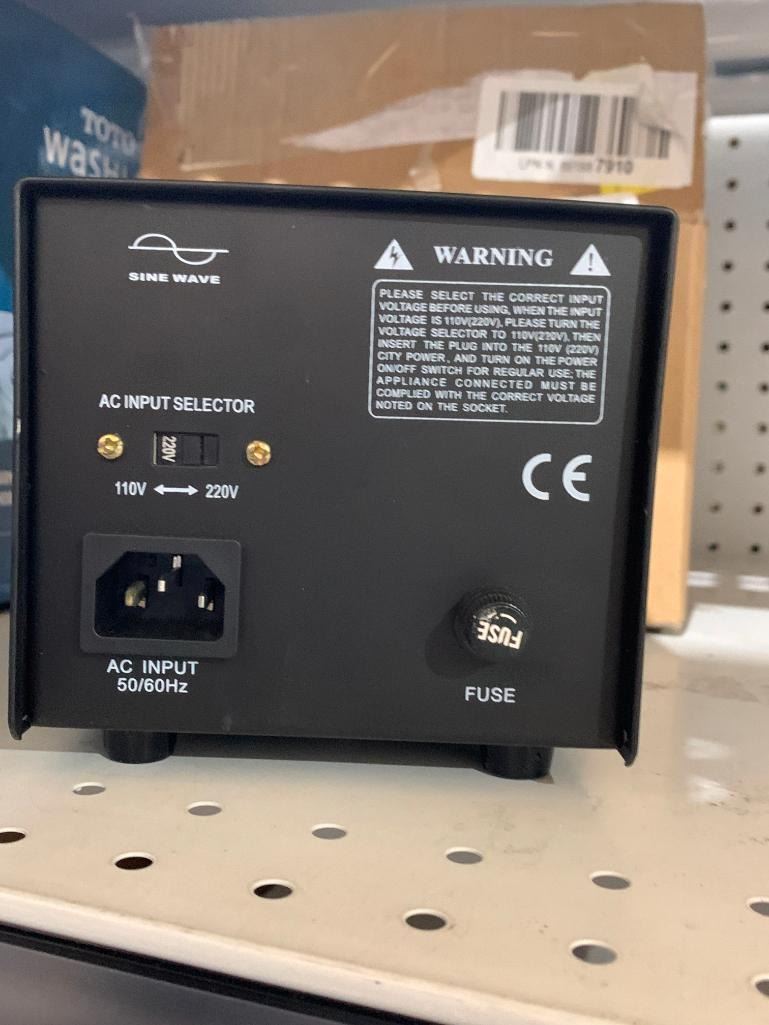 TOTO
WASH
7910
SINE WAVE
WARNING
PLEASE SELECT THE CORRECT INPUT
VOLTAGE BEFORE USING, WHEN THE INPUT
VOLTAGE IS 110V(220V), PLEASE TURN THE
VOLTAGE SELECTOR TO 110V(220V), THEN
INSERT THE PLUG INTO THE 110V (220V)
CITY POWER, AND TURN ON THE POWER
ON/OFF SWITCH FOR REGULAR USE; THE
APPLIANCE CONNECTED MUST BE
COMPLIED WITH THE CORRECT VOLTAGE
NOTED ON THE SOCKET.
AC INPUT SELECTOR
220V
110V 220V
CE
AC INPUT
50/60Hz
FUSE
FUSE